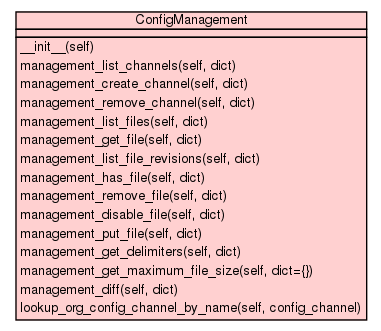 ConfigManagement
__init__(self)
management_list_channels(self, dict)
management_create_channel(self, dict)
management_remove_channel(self, dict)
management_list_files(self, dict)
management_get_file(self, dict)
management_list_file_revisions(self, dict)
management_has_file(self, dict)
management_remove_file(self, dict)
management_disable_file(self, dict)
management_put_file(self, dict)
management_get_delimiters(self, dict)
management_get_maximum_file_size(self, dict={})
management_diff(self, dict)
lookup_org_config_channel_by_name(self, config_channel)